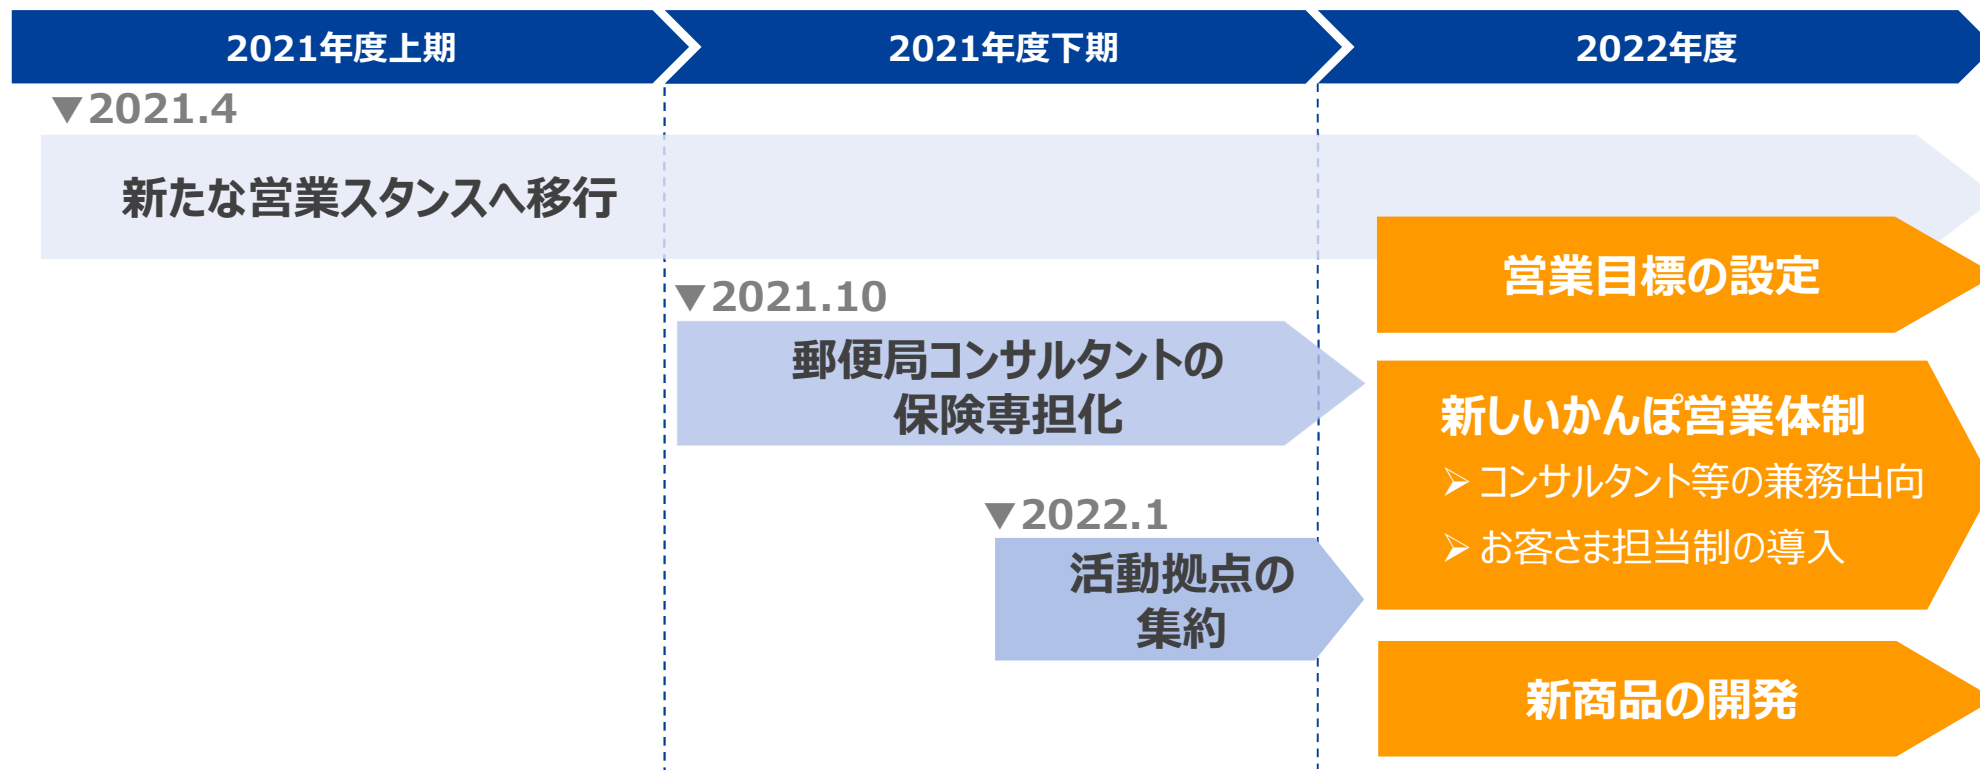 2021年度上期
2021年度下期
2022年度
▼2021.4
新たな営業スタンスへ移行
営業目標の設定
▼2021.10
郵便局コンサルタントの
保険専担化
新しいかんぽ営業体制
➢コンサルタント等の兼務出向
➢お客さま担当制の導入
▼2022.1
活動拠点の
集約
新商品の開発